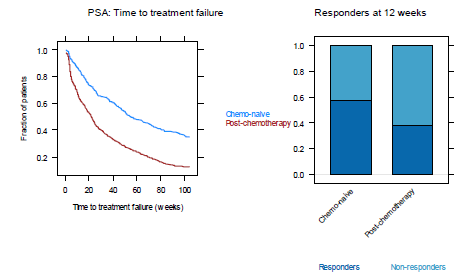 PSA: Time to treatment failure
1.0
0.8
0.6
0.4
0.2
Fraction of patients
0 20 40 60 80 100
Time to treatment failure (weeks)
Chemo-naive
Post-chemotherapy
Responders at 12 weeks
1.0
0.8
0.6
0.4
0.2
0.0
Chemo-naive
Post-chemotherapy
Responders Non-responders